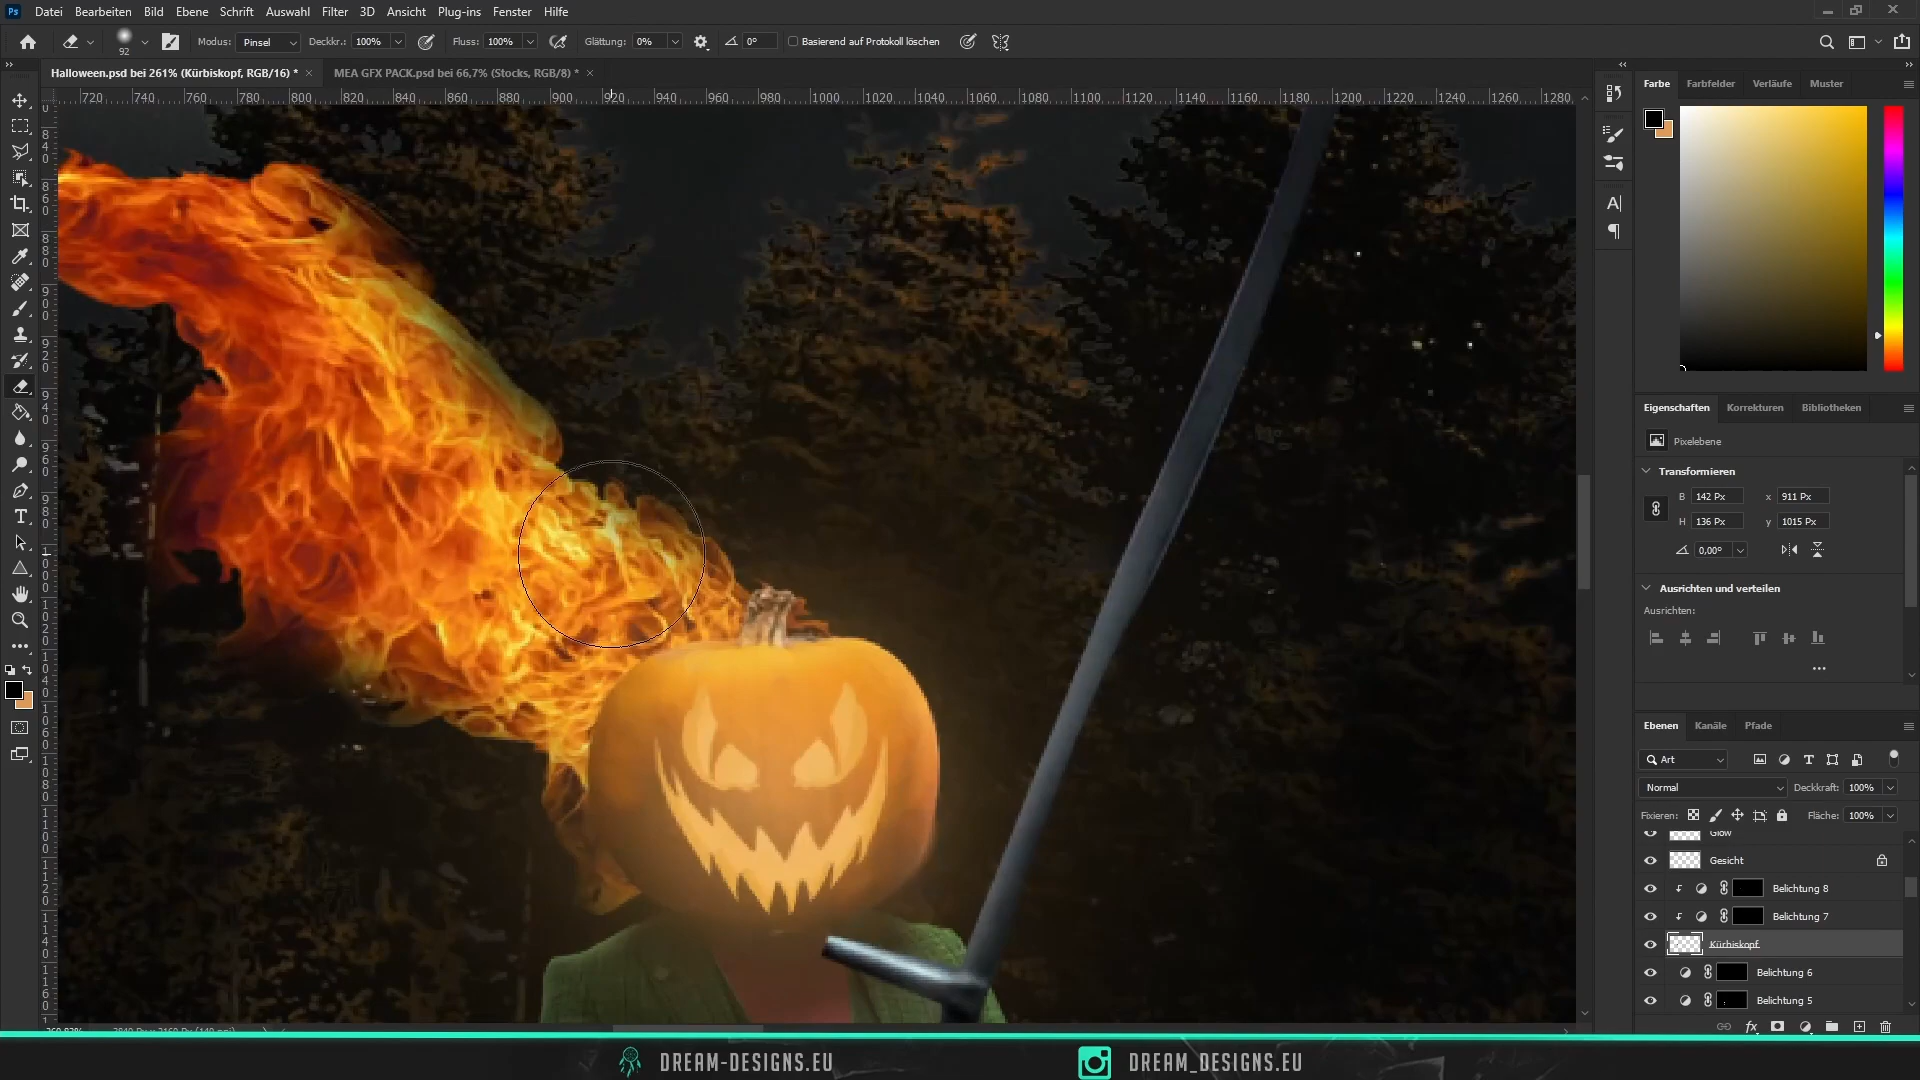 Ps Datei Bearbeiten Bild Ebene Schrift Auswahl Filter 3D Ansicht Plug-ins Fenster Hilfe
92 Modus: Pinsel Deckkr.: 100% Fluss: 100% Glättung: 0% 0° Basierend auf Protokoll löschen
Halloween.psd bei 261% (Kürbiskopf, RGB/16) * × MEA GFX PACK.psd bei 66,7% (Stocks, RGB/8) * ×
720 740 760 780 800 820 840 860 880 900 920 940 960 980 1000 1020 1040 1060 1080 1100 1120 1140 1160 1180 1200 1220 1240 1260 1280
Farbe Farbfelder Verläufe Muster
Eigenschaften Korrekturen Bibliotheken
Pixelebene
Transformieren
B 142 Px x 911 Px
H 136 Px y 1015 Px
0,00°
Ausrichten und verteilen
Ausrichten:
Ebenen Kanäle Pfade
Art
Normal Deckkraft: 100%
Fixieren: Fläche: 100%
Glow
Gesicht
Belichtung 8
Belichtung 7
Kürbiskopf
Belichtung 6
Belichtung 5
fx
DREAM-DESIGNS.EU DREAM_DESIGNS.EU